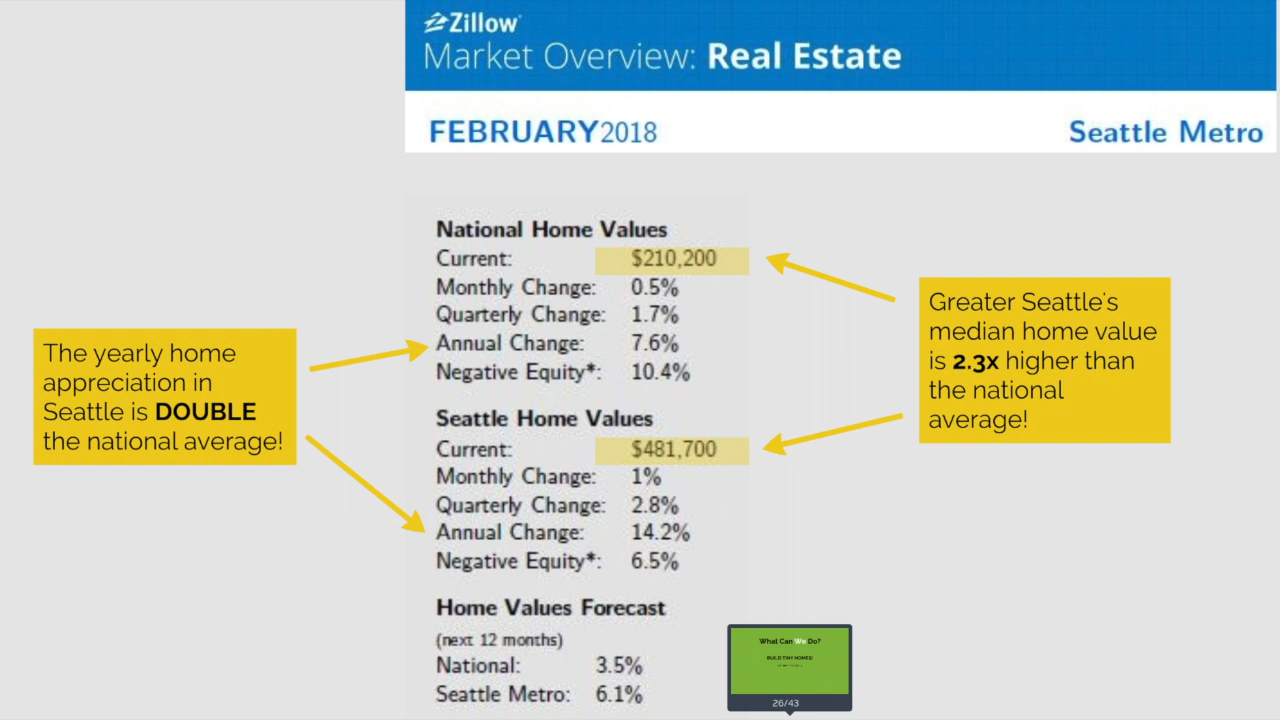 Zillow
Market Overview: Real Estate
FEBRUARY2018
Seattle Metro
National Home Values
Current: $210,200
Monthly Change: 0.5%
Quarterly Change: 1.7%
Annual Change: 7.6%
Negative Equity*: 10.4%
Seattle Home Values
Current: $481,700
Monthly Change: 1%
Quarterly Change: 2.8%
Annual Change: 14.2%
Negative Equity*: 6.5%
Home Values Forecast
(next 12 months)
National: 3.5%
Seattle Metro: 6.1%
The yearly home
appreciation in
Seattle is DOUBLE
the national average!
Greater Seattle's
median home value
is 2.3x higher than
the national
average!
What Can We Do?
BUILD TINY HOMES!
26/43